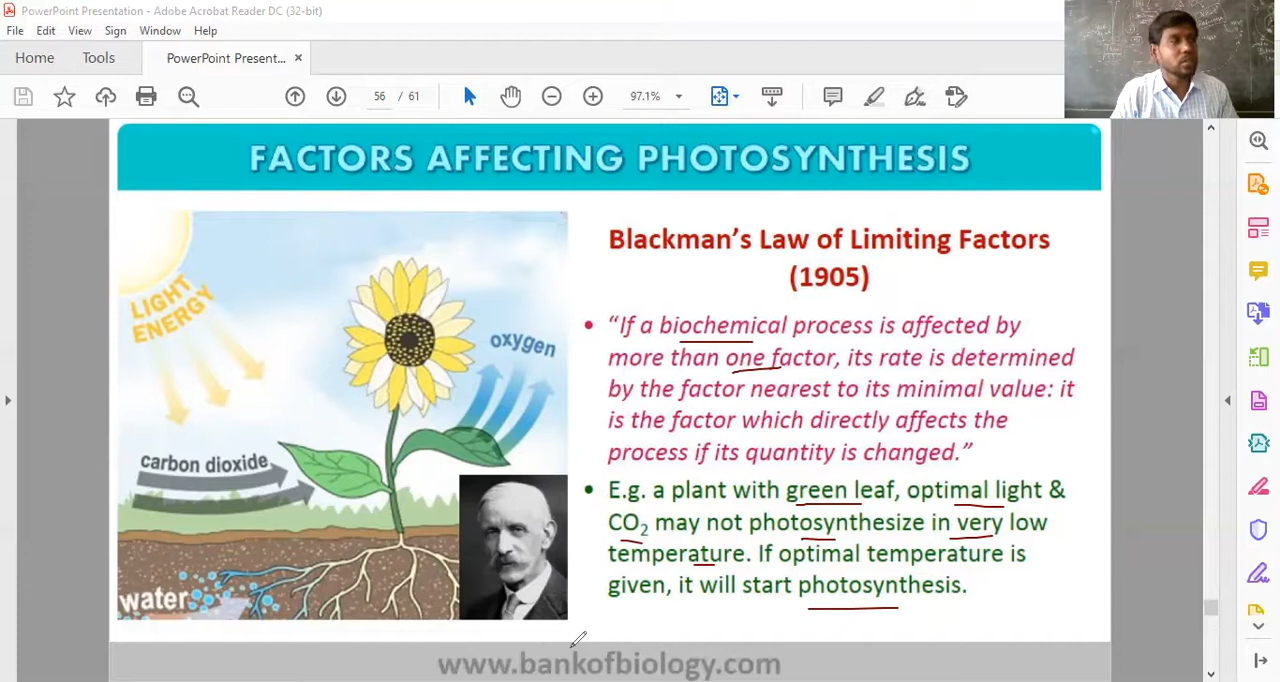 PowerPoint Presentation - Adobe Acrobat Reader DC (32-bit)
File Edit View Sign Window Help
Home Tools PowerPoint Present... ×
56 / 61 97.1%
FACTORS AFFECTING PHOTOSYNTHESIS
LIGHT
ENERGY
oxygen
carbon dioxide
water
Blackman's Law of Limiting Factors
(1905)
• "If a biochemical process is affected by
more than one factor, its rate is determined
by the factor nearest to its minimal value: it
is the factor which directly affects the
process if its quantity is changed."
• E.g. a plant with green leaf, optimal light &
CO₂ may not photosynthesize in very low
temperature. If optimal temperature is
given, it will start photosynthesis.
www.bankofbiology.com